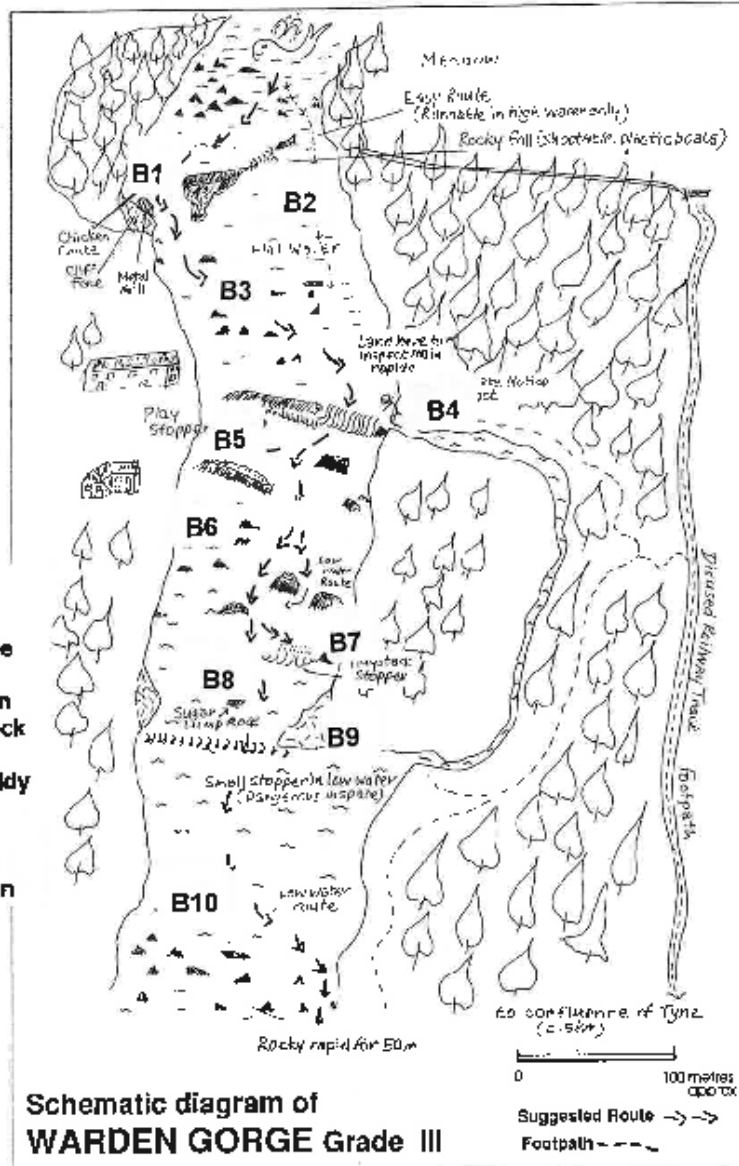 MEADOW
Easy Route
(Runnable in high water only)
Rocky fall (shootable, plastic boats)
B1
B2
Chicken
route
Cliff
face
Metal
Flat Water
B3
Land here to
inspect main
rapids
B4
Play
Stopper
B5
B6
Low
water
Route
B7
Stopper
B8
Sugar
Lump Rock
B9
Small Stopper in low water
(Dangerous in spate)
Disused Railway Track
footpath
B10
Low water
route
to confluence of Tyne
Rocky rapid for 50m
0
100 metres
approx
Schematic diagram of
WARDEN GORGE Grade III
Suggested Route
Footpath